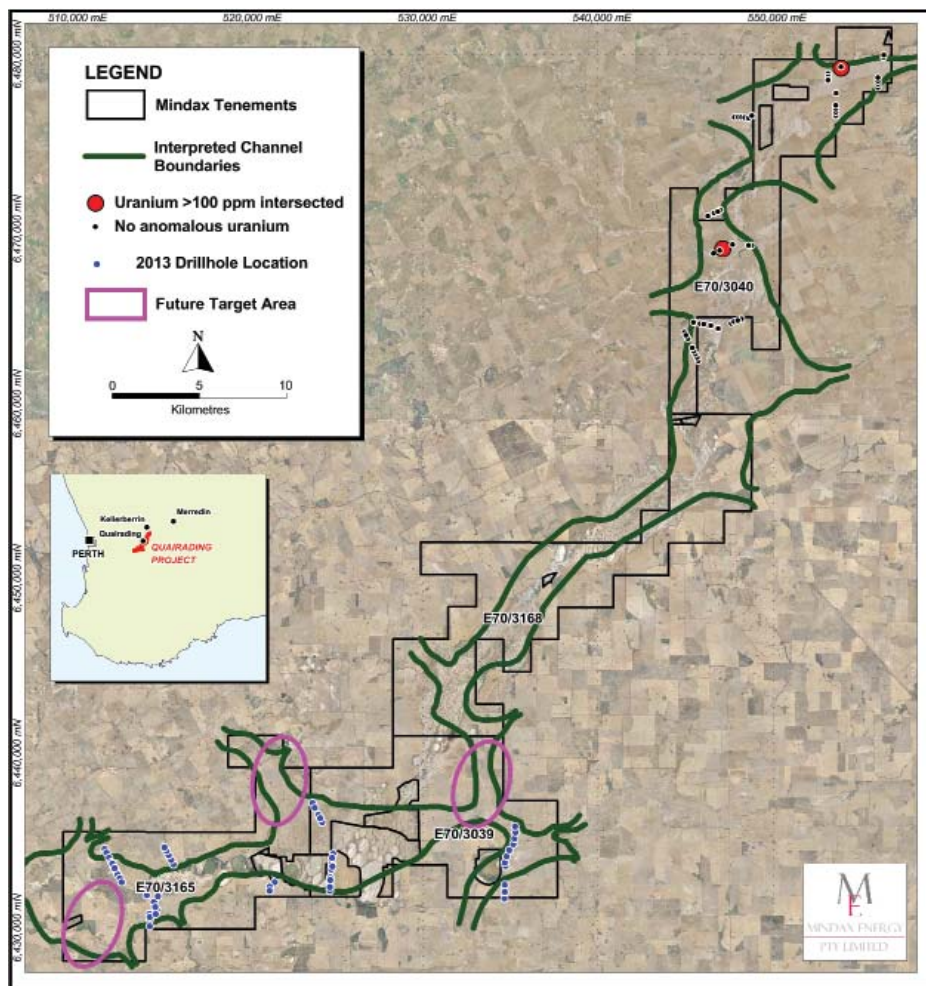 510,000 mE
520,000 mE
530,000 mE
540,000 mE
550,000 mE
6,480,000 mN
6,470,000 mN
6,460,000 mN
6,450,000 mN
6,440,000 mN
6,430,000 mN
LEGEND
Mindax Tenements
Interpreted Channel
Boundaries
Uranium >100 ppm intersected
No anomalous uranium
2013 Drillhole Location
Future Target Area
N
0 5 10
Kilometres
Kellerberrin
Merredin
Quairading
PERTH
QUAIRADING
PROJECT
E70/3040
E70/3168
E70/3039
E70/3165
ME
MINDAX ENERGY
PTY LIMITED